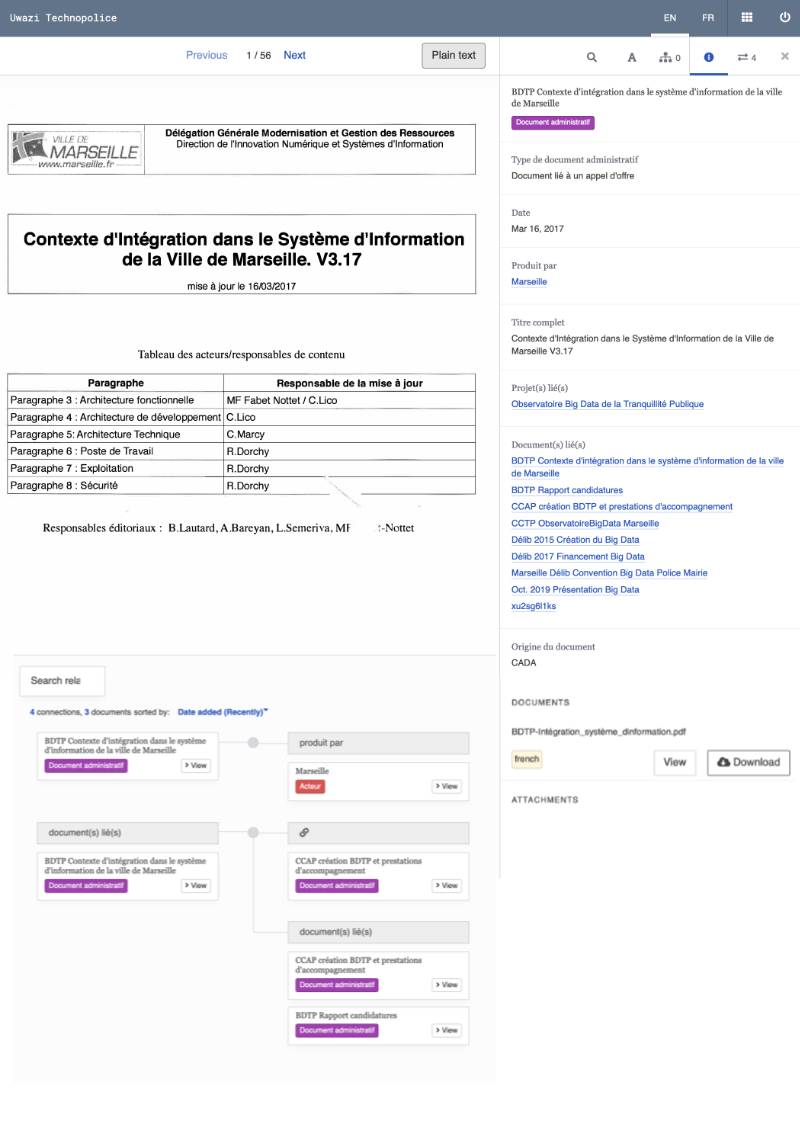 Uwazi Technopolice
EN FR
Previous 1 / 56 Next Plain text
A 0 4 ×
VILLE DE
MARSEILLE
www.marseille.fr
Délégation Générale Modernisation et Gestion des Ressources
Direction de l'Innovation Numérique et Systèmes d'Information
Contexte d'Intégration dans le Système d'Information
de la Ville de Marseille. V3.17
mise à jour le 16/03/2017
Tableau des acteurs/responsables de contenu
Paragraphe Responsable de la mise à jour
Paragraphe 3 : Architecture fonctionnelle MF Fabet Nottet / C.Lico
Paragraphe 4 : Architecture de développement C.Lico
Paragraphe 5: Architecture Technique C.Marcy
Paragraphe 6 : Poste de Travail R.Dorchy
Paragraphe 7 : Exploitation R.Dorchy
Paragraphe 8 : Sécurité R.Dorchy
Responsables éditoriaux : B.Lautard, A.Bareyan, L.Semeriva, MF -Nottet
Search rela
4 connections, 3 documents sorted by: Date added (Recently)
BDTP Contexte d'intégration dans le système
d'information de la ville de Marseille
Document administratif > View
produit par
Marseille
Acteur > View
document(s) lié(s)
BDTP Contexte d'intégration dans le système
d'information de la ville de Marseille
Document administratif > View
CCAP création BDTP et prestations
d'accompagnement
Document administratif > View
document(s) lié(s)
CCAP création BDTP et prestations
d'accompagnement
Document administratif > View
BDTP Rapport candidatures
Document administratif > View
BDTP Contexte d'intégration dans le système d'information de la ville
de Marseille
Document administratif
Type de document administratif
Document lié à un appel d'offre
Date
Mar 16, 2017
Produit par
Marseille
Titre complet
Contexte d'Intégration dans le Système d'Information de la Ville de
Marseille V3.17
Projet(s) lié(s)
Observatoire Big Data de la Tranquillité Publique
Document(s) lié(s)
BDTP Contexte d'intégration dans le système d'information de la ville
de Marseille
BDTP Rapport candidatures
CCAP création BDTP et prestations d'accompagnement
CCTP ObservatoireBigData Marseille
Délib 2015 Création du Big Data
Délib 2017 Financement Big Data
Marseille Délib Convention Big Data Police Mairie
Oct. 2019 Présentation Big Data
xu2sg6l1ks
Origine du document
CADA
DOCUMENTS
BDTP-Intégration_système_dinformation.pdf
french View Download
ATTACHMENTS